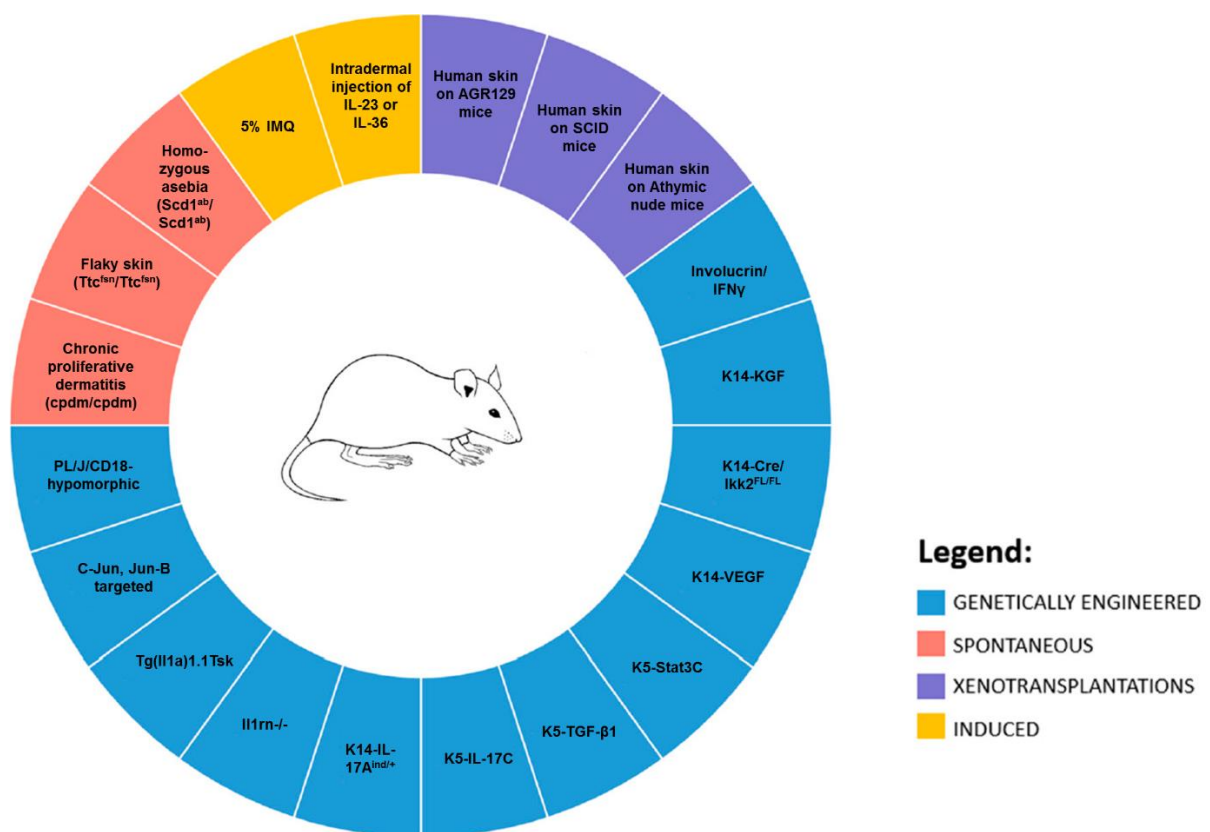 Intradermal
injection of
IL-23 or
IL-36
Human skin
on AGR129
mice
Human skin
on SCID
mice
Human skin
on Athymic
nude mice
Involucrin/
IFNγ
K14-KGF
K14-Cre/
Ikk2FL/FL
K14-VEGF
K5-Stat3C
K5-TGF-β1
K5-IL-17C
K14-IL-
17Aind/+
Il1rn-/-
Tg(Il1a)1.1Tsk
C-Jun, Jun-B
targeted
PL/J/CD18-
hypomorphic
Chronic
proliferative
dermatitis
(cpdm/cpdm)
Flaky skin
(Ttcfsn/Ttcfsn)
Homo-
zygous
asebia
(Scd1ab/
Scd1ab)
5% IMQ
Legend:
GENETICALLY ENGINEERED
SPONTANEOUS
XENOTRANSPLANTATIONS
INDUCED